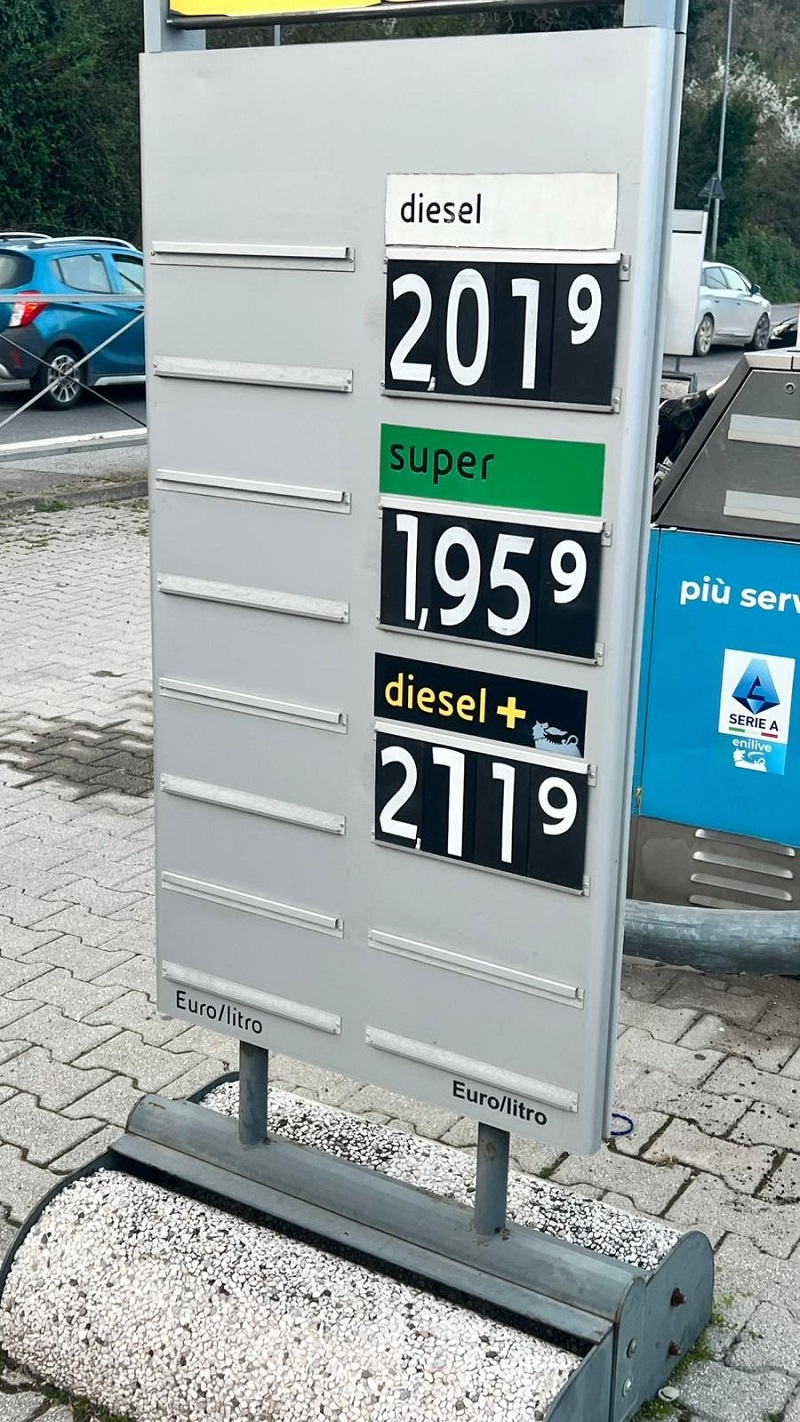 diesel
2,019
super
1,959
diesel+
2,119
Euro/litro
Euro/litro
più serv
SERIE A
enilive